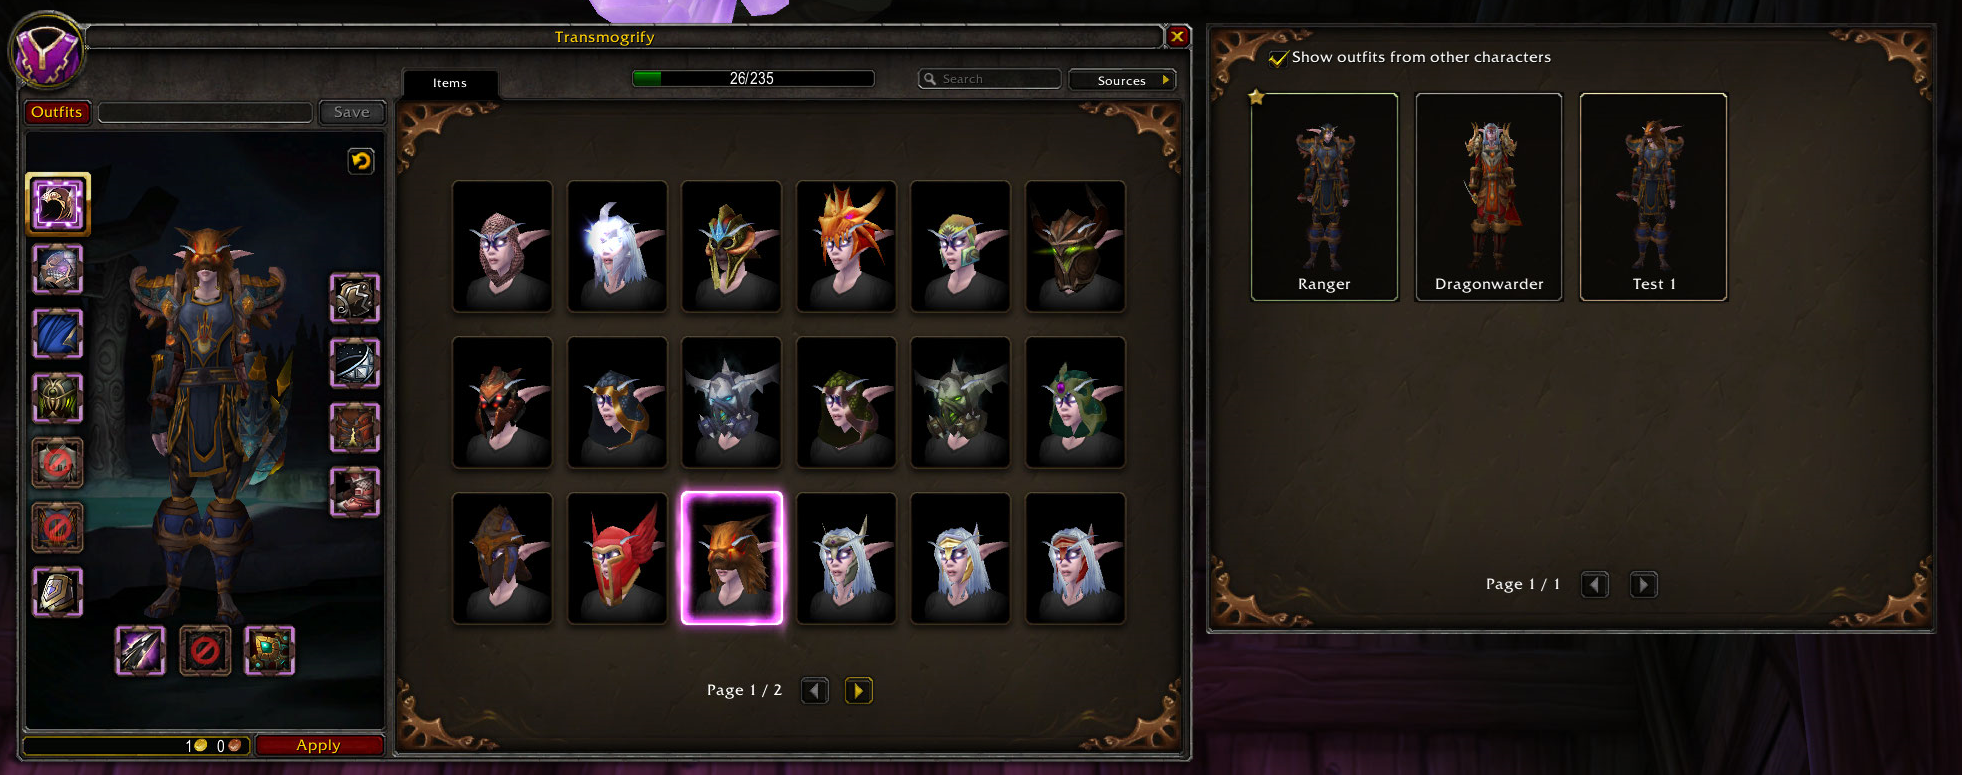 Transmogrify
Items
26/235
Search
Sources
Outfits
Save
Page 1 / 2
1 0
Apply
Show outfits from other characters
Ranger
Dragonwarder
Test 1
Page 1 / 1